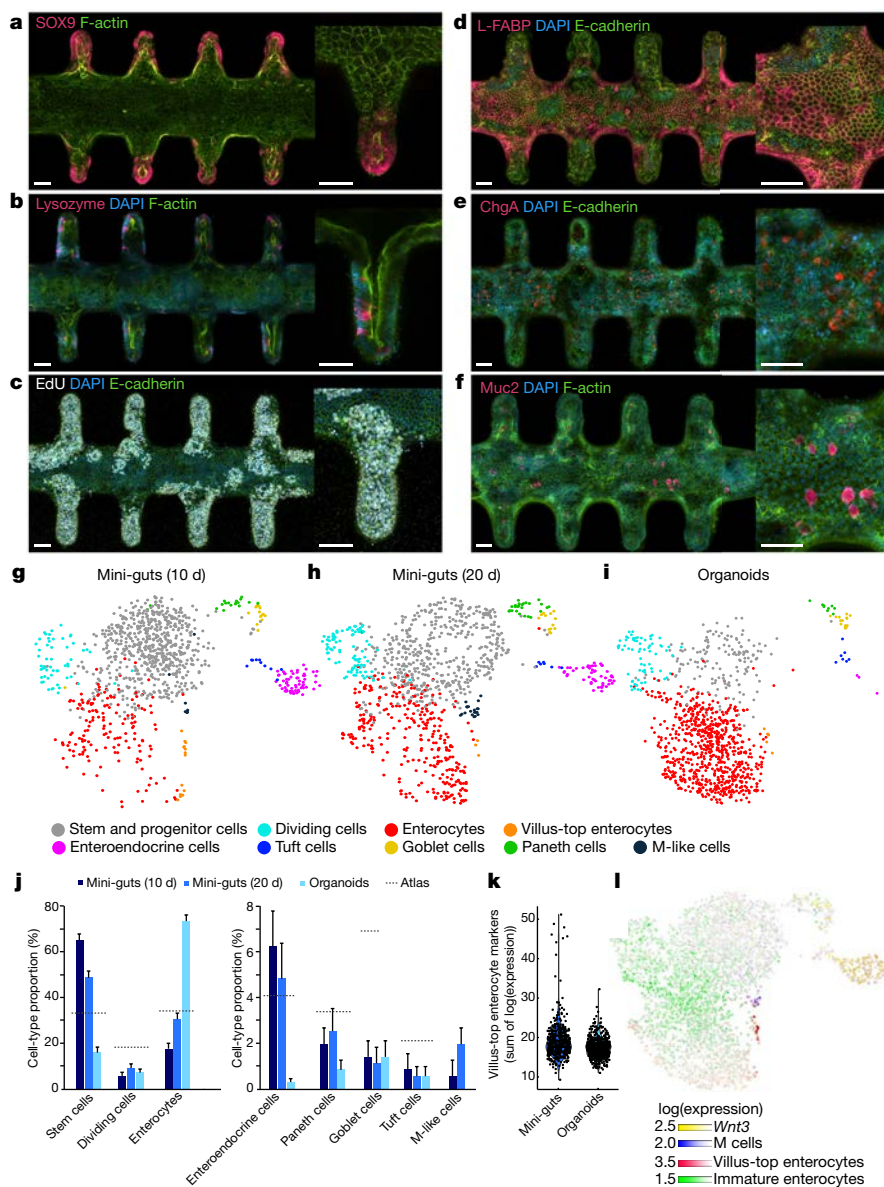 a
SOX9 F-actin
b
Lysozyme DAPI F-actin
c
EdU DAPI E-cadherin
d
L-FABP DAPI E-cadherin
e
ChgA DAPI E-cadherin
f
Muc2 DAPI F-actin
g
Mini-guts (10 d)
h
Mini-guts (20 d)
i
Organoids
Stem and progenitor cells
Dividing cells
Enterocytes
Villus-top enterocytes
Enteroendocrine cells
Tuft cells
Goblet cells
Paneth cells
M-like cells
j
Mini-guts (10 d) Mini-guts (20 d) Organoids Atlas
Cell-type proportion (%)
80
60
40
20
0
Stem cells
Dividing cells
Enterocytes
Cell-type proportion (%)
8
6
4
2
0
Enteroendocrine cells
Paneth cells
Goblet cells
Tuft cells
M-like cells
k
Villus-top enterocyte markers
(sum of log(expression))
50
40
30
20
10
Mini-guts
Organoids
l
log(expression)
2.5 Wnt3
2.0 M cells
3.5 Villus-top enterocytes
1.5 Immature enterocytes